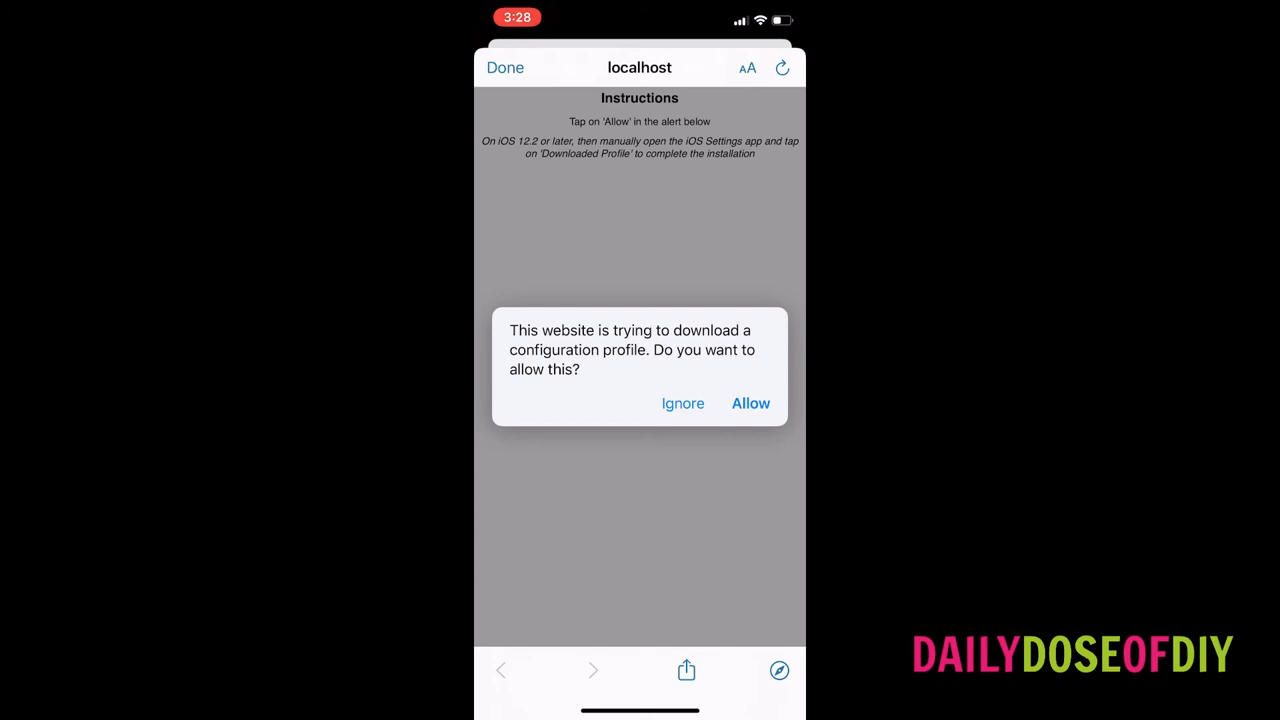 3:28
Done localhost AA
Instructions
Tap on 'Allow' in the alert below
On iOS 12.2 or later, then manually open the iOS Settings app and tap
on 'Downloaded Profile' to complete the installation
This website is trying to download a
configuration profile. Do you want to
allow this?
Ignore Allow
DAILYDOSEOFDIY